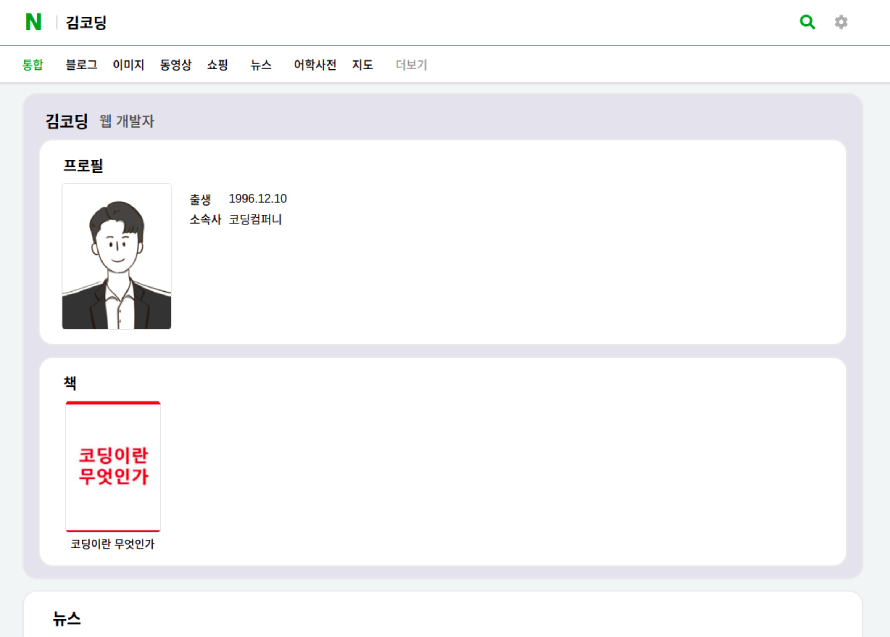 N 김코딩
통합 블로그 이미지 동영상 쇼핑 뉴스 어학사전 지도 더보기
김코딩 웹 개발자
프로필
출생 1996.12.10
소속사 코딩컴퍼니
책
코딩이란
무엇인가
코딩이란 무엇인가
뉴스